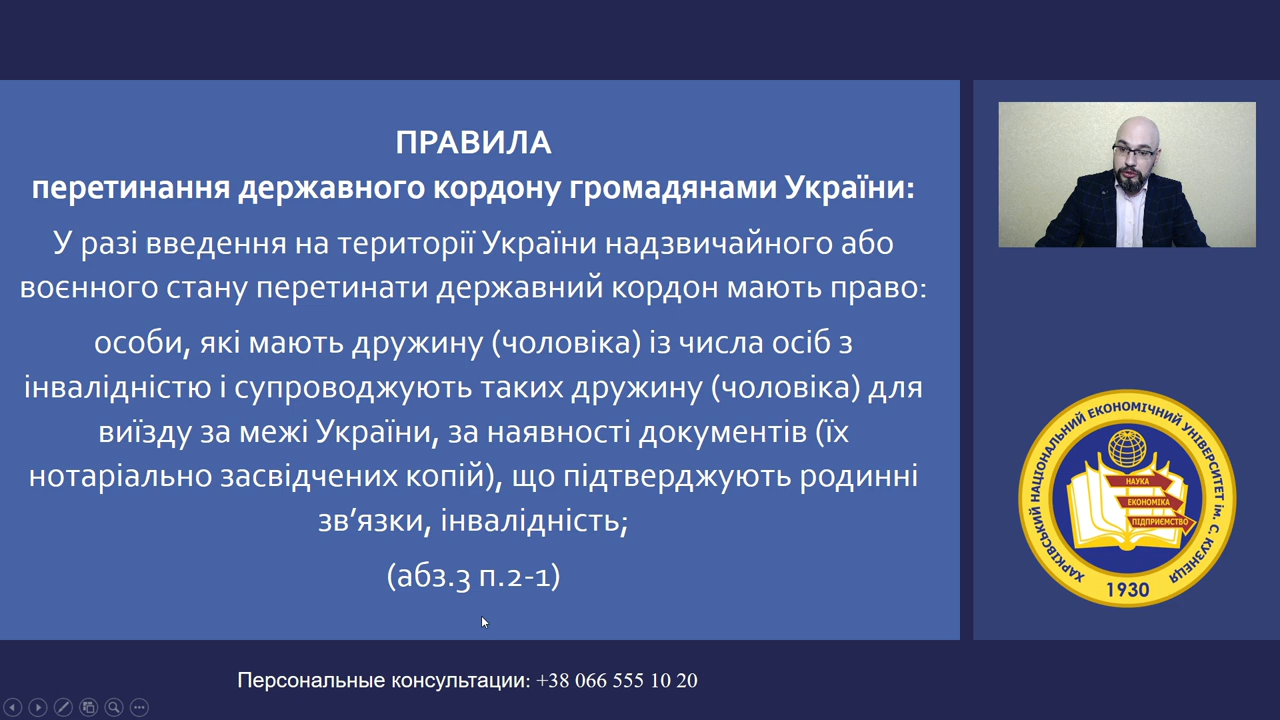 ПРАВИЛА
перетинання державного кордону громадянами України:
У разі введення на території України надзвичайного або
воєнного стану перетинати державний кордон мають право:
особи, які мають дружину (чоловіка) із числа осіб з
інвалідністю і супроводжують таких дружину (чоловіка) для
виїзду за межі України, за наявності документів (їх
нотаріально засвідчених копій), що підтверджують родинні
зв’язки, інвалідність;
(абз.3 п.2-1)
ХАРКІВСЬКИЙ НАЦІОНАЛЬНИЙ ЕКОНОМІЧНИЙ УНІВЕРСИТЕТ ім. С. КУЗНЕЦЯ
НАУКА
ЕКОНОМІКА
ПІДПРИЄМСТВО
1930
Персональные консультации: +38 066 555 10 20